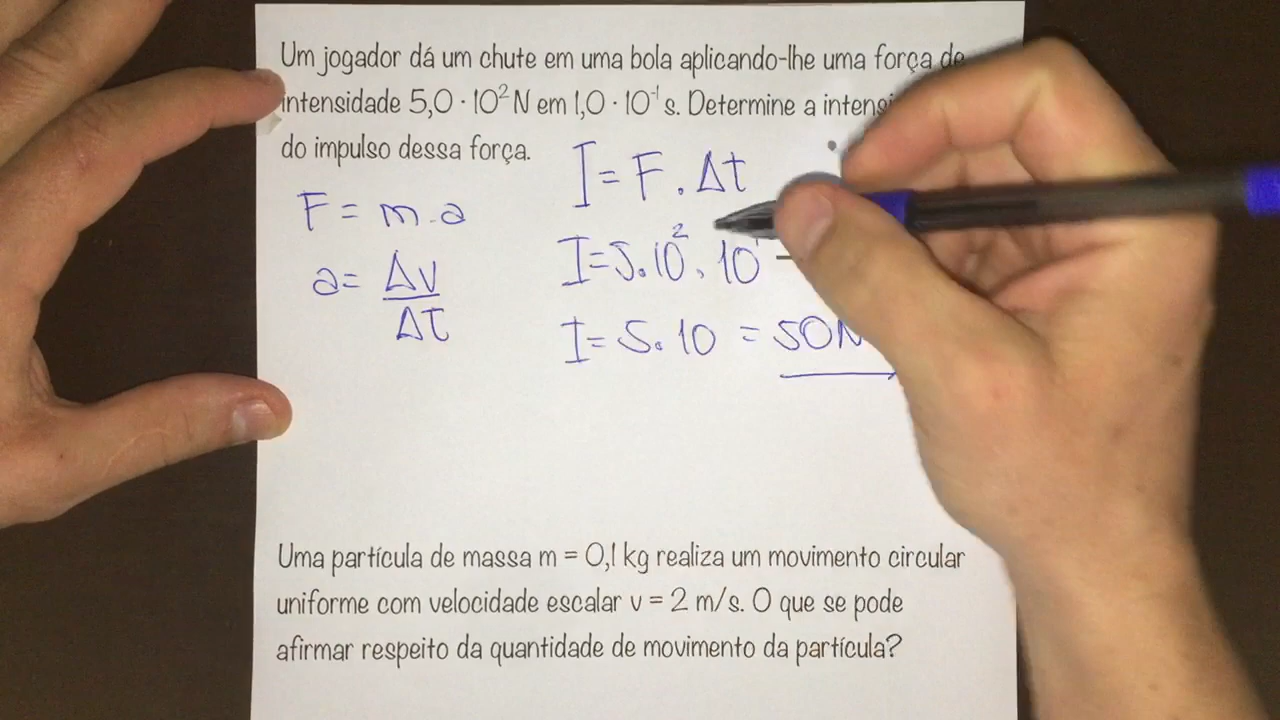 Um jogador dá um chute em uma bola aplicando-lhe uma força de
intensidade 5,0 · 10² N em 1,0 · 10⁻¹ s. Determine a
do impulso dessa força.
I = F . Δt
F = m . a
I = 5.10² . 10
a = Δv
Δt
I = 5. 10 = 50N
Uma partícula de massa m = 0,1 kg realiza um movimento circular
uniforme com velocidade escalar v = 2 m/s. O que se pode
afirmar respeito da quantidade de movimento da partícula?